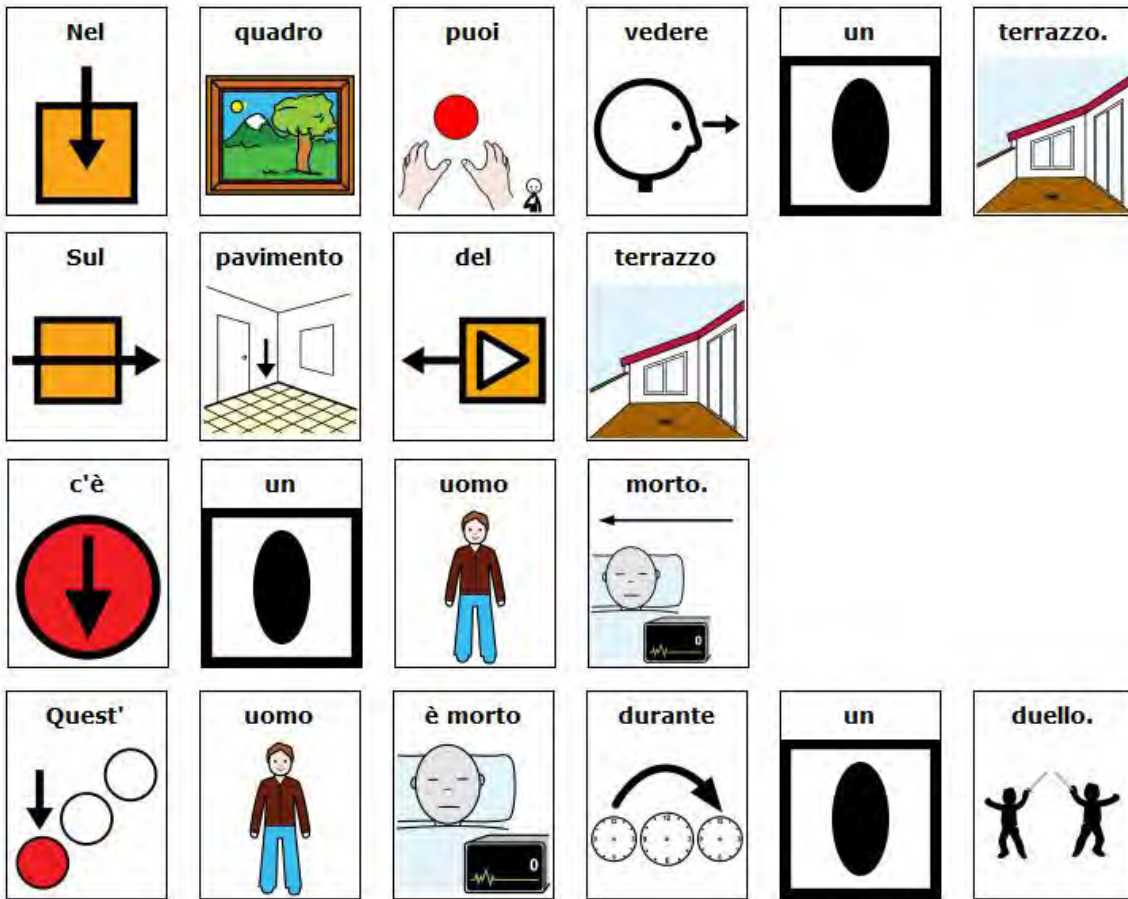 Nel quadro puoi vedere un terrazzo.
Sul pavimento del terrazzo
c'è un uomo morto.
Quest' uomo è morto durante un duello.